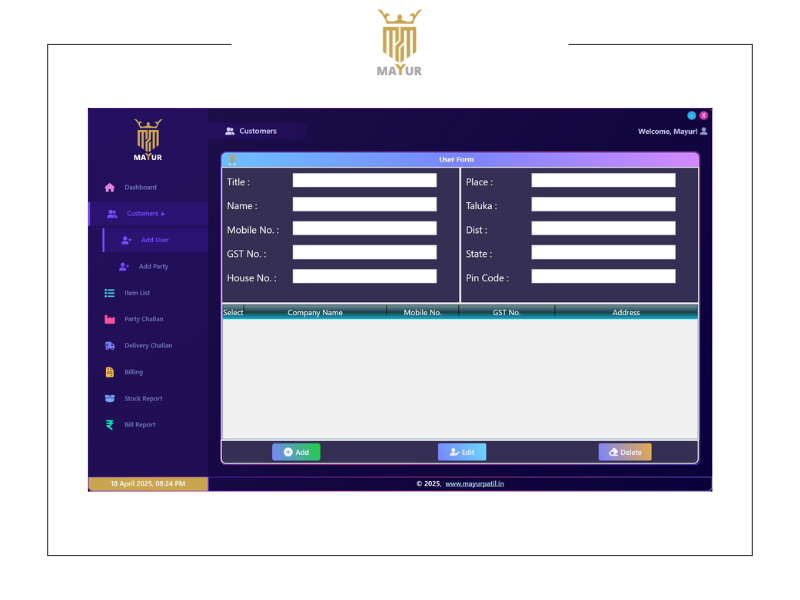 MAYUR
MAYUR
Customers
Welcome, Mayur!
X
User Form
Dashboard
Customers
Add User
Add Party
Item List
Party Challan
Delivery Challan
Billing
Stock Report
Bill Report
Title :
Place :
Name :
Taluka :
Mobile No. :
Dist :
GST No. :
State :
House No. :
Pin Code :
Select Company Name Mobile No. GST No. Address
Add Edit Delete
18 April 2025, 08:24 PM
© 2025, www.mayurpatil.in